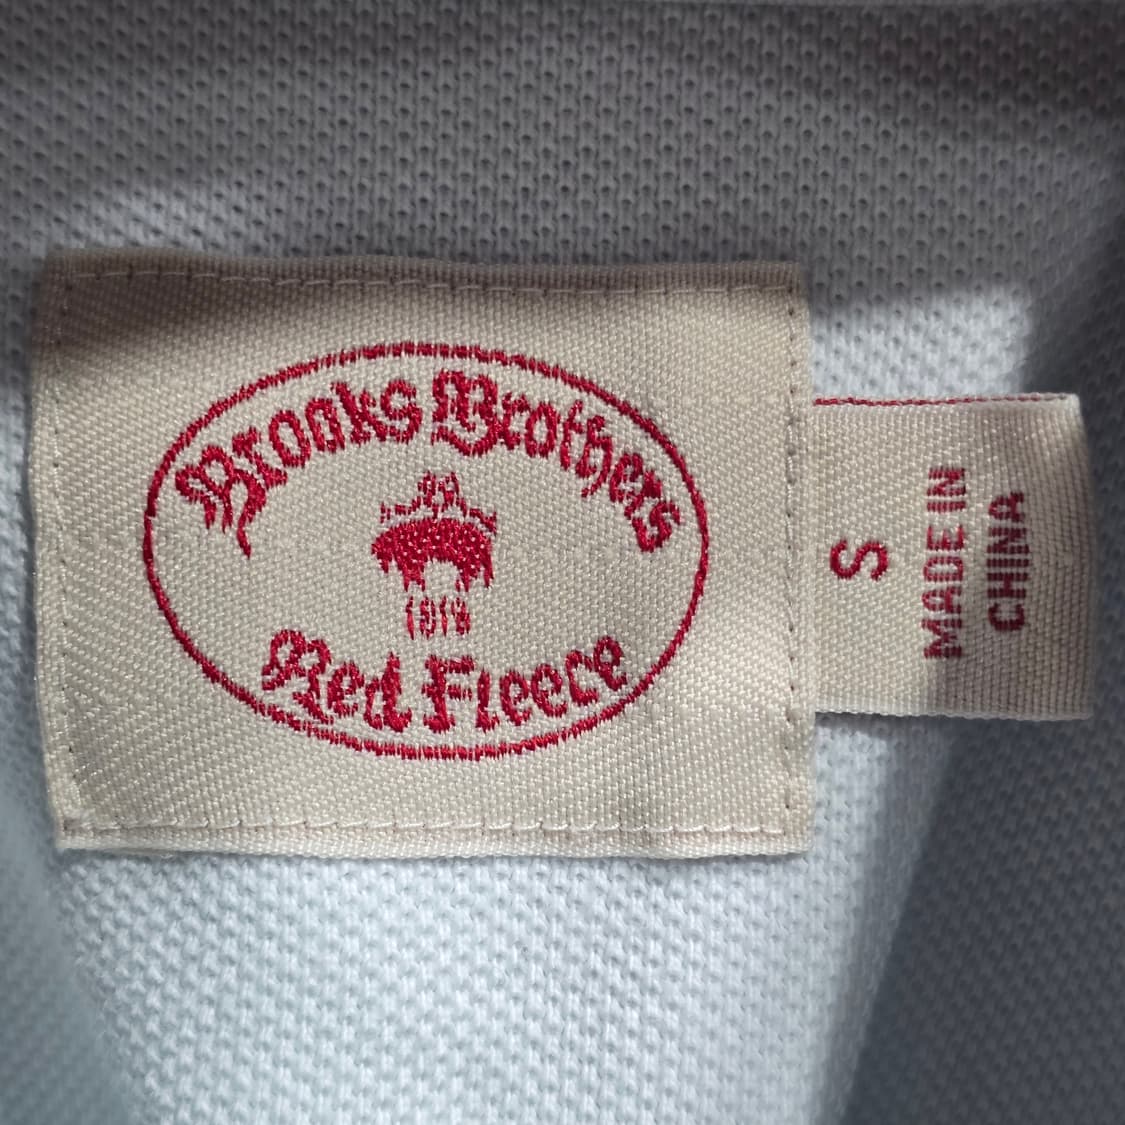 Brooks Brothers
1818
Red Fleece
S
MADE IN
CHINA